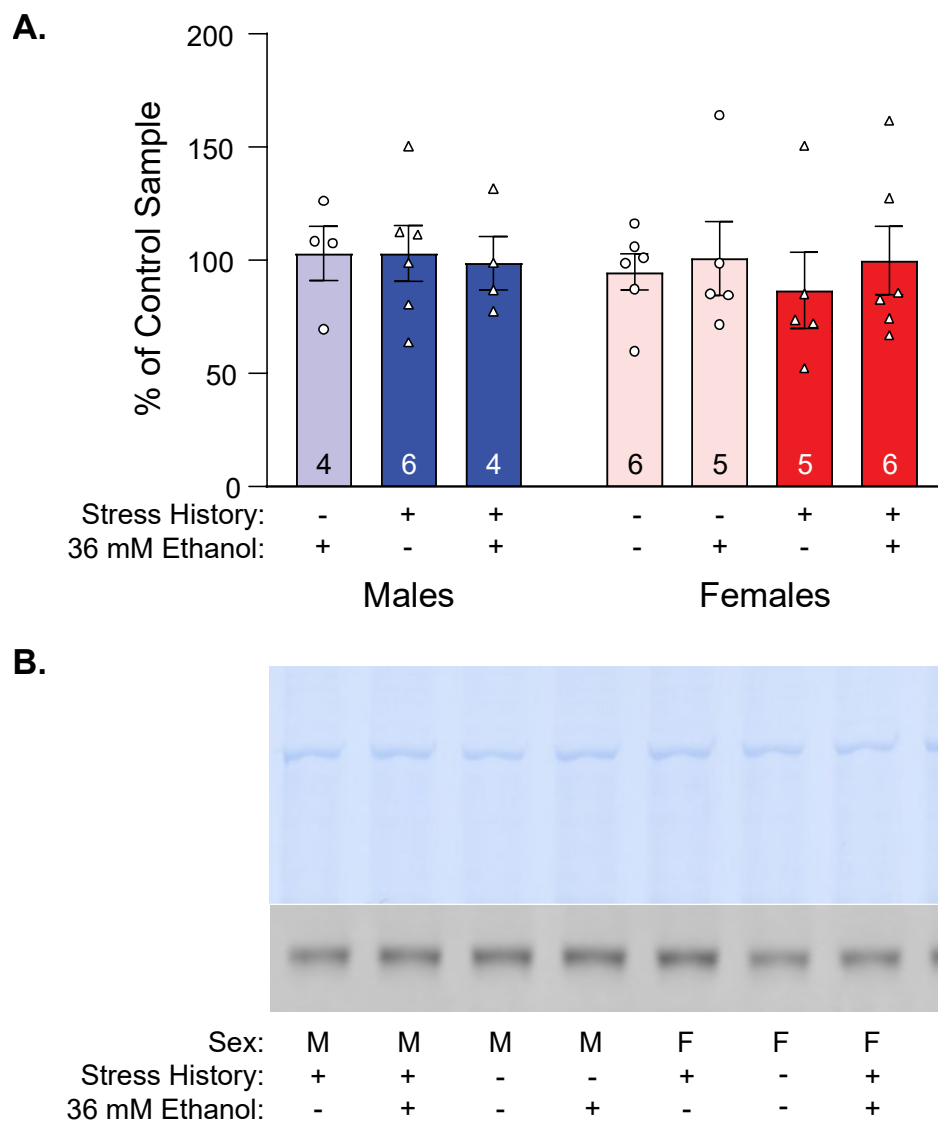 A.
% of Control Sample
200
150
100
50
0
4 6 4 6 5 5 6
Stress History: - + + - - + +
36 mM Ethanol: + - + - + - +
Males Females
B.
Sex: M M M M F F F
Stress History: + + - - + - +
36 mM Ethanol: - + - + - - +